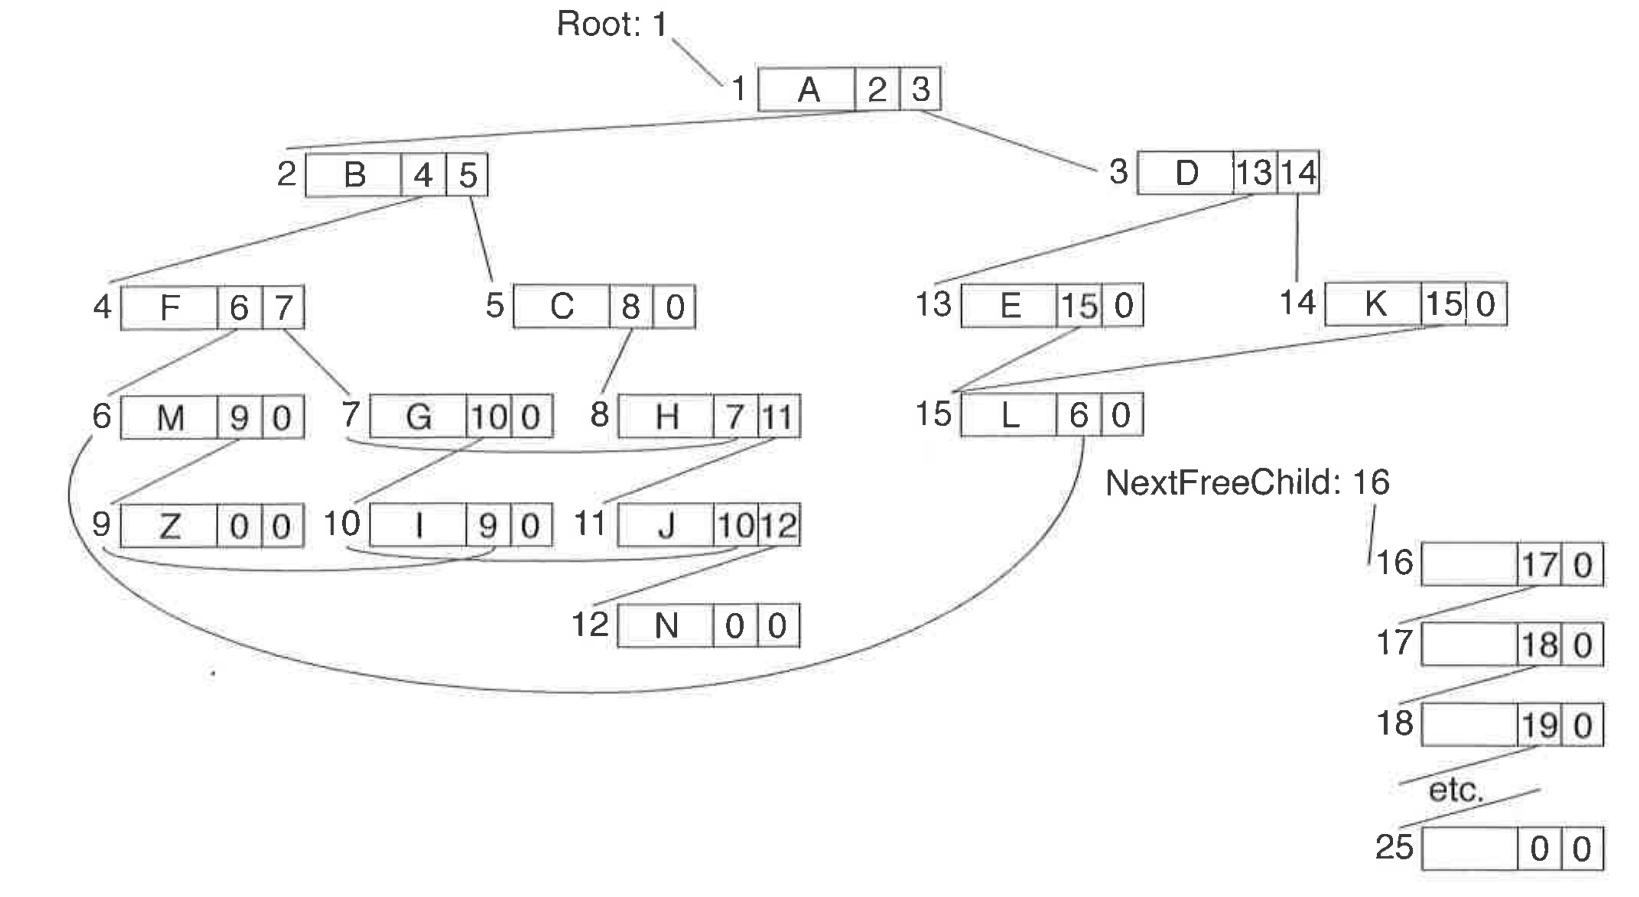 Root: 1
1 A 2 3
2 B 4 5
3 D 13 14
4 F 6 7
5 C 8 0
13 E 15 0
14 K 15 0
6 M 9 0
7 G 10 0
8 H 7 11
15 L 6 0
NextFreeChild: 16
9 Z 0 0
10 I 9 0
11 J 10 12
16 17 0
12 N 0 0
17 18 0
18 19 0
etc.
25 0 0